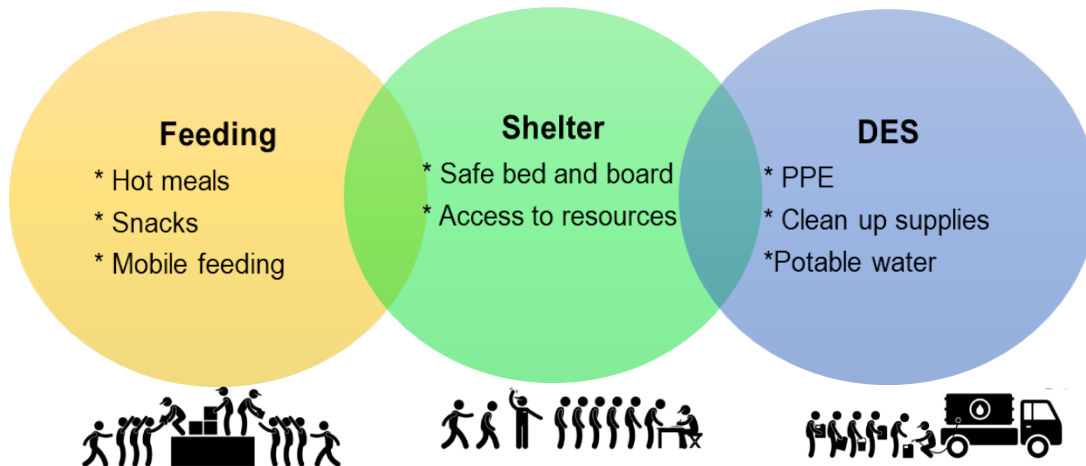 Feeding
* Hot meals
* Snacks
* Mobile feeding
Shelter
* Safe bed and board
* Access to resources
DES
* PPE
* Clean up supplies
*Potable water